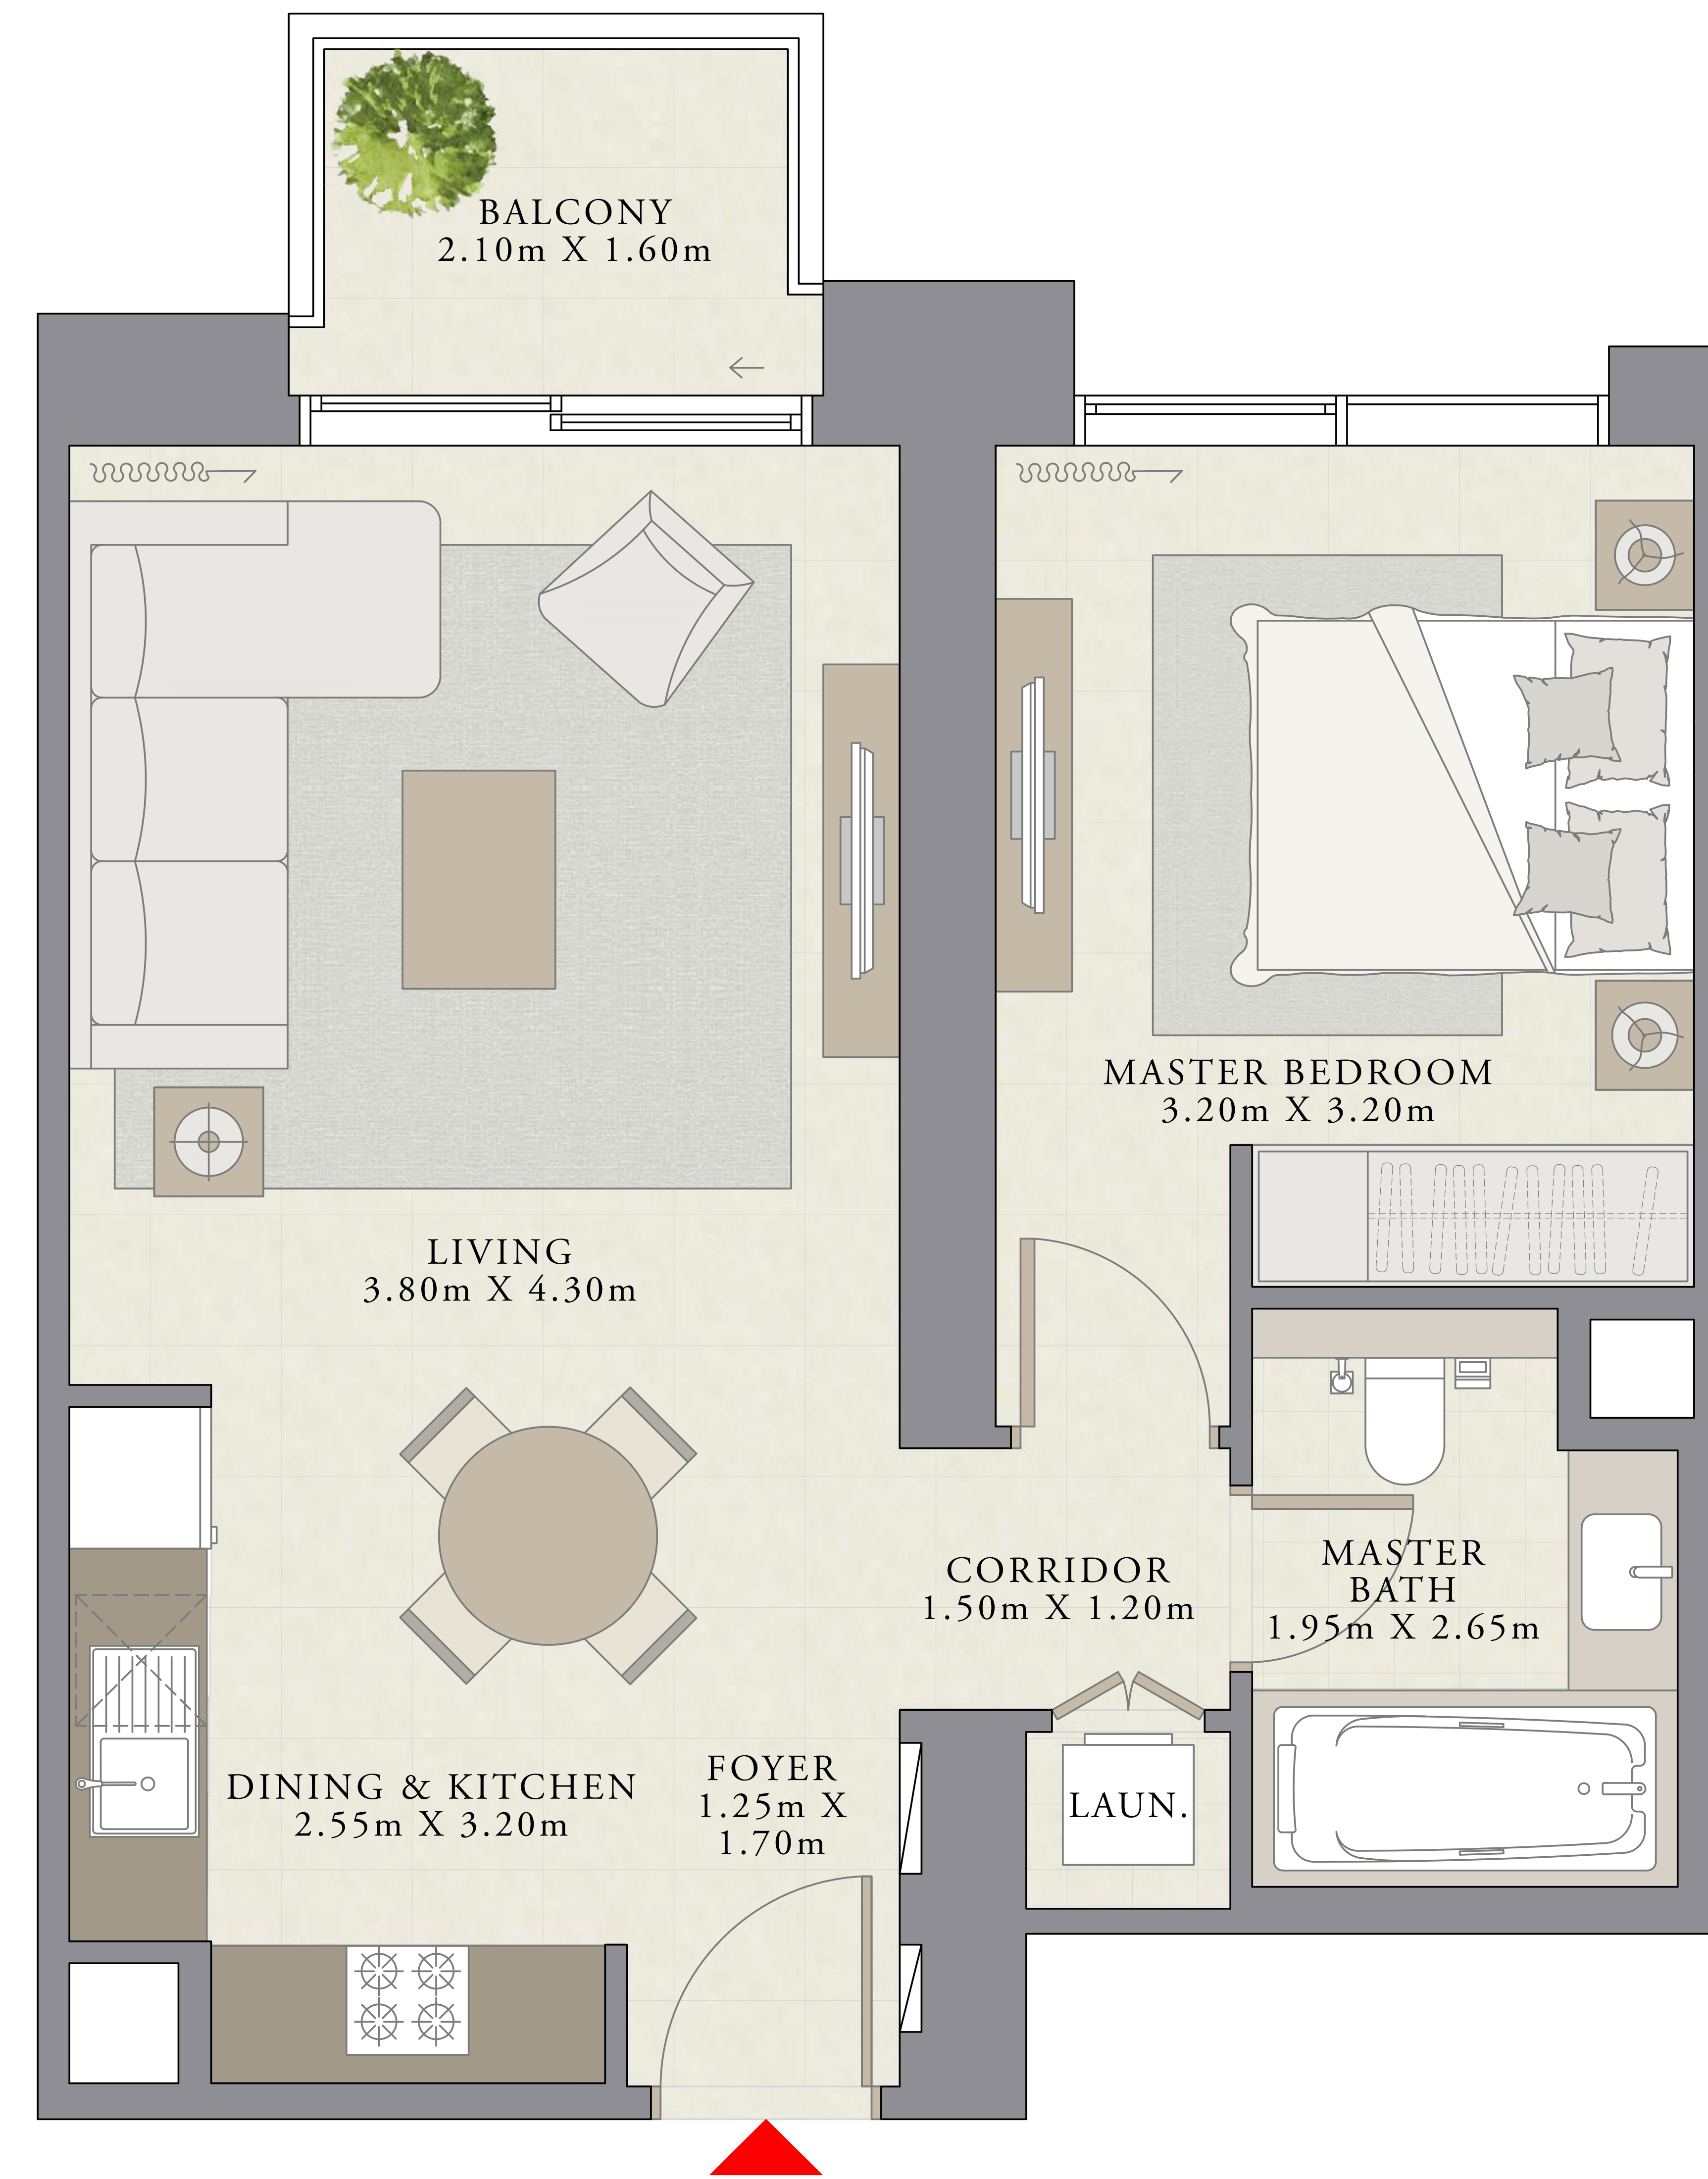 BALCONY
2.10m X 1.60m
MASTER BEDROOM
3.20m X 3.20m
LIVING
3.80m X 4.30m
MASTER
BATH
1.95m X 2.65m
CORRIDOR
1.50m X 1.20m
FOYER
1.25m X
1.70m
DINING & KITCHEN
2.55m X 3.20m
LAUN.